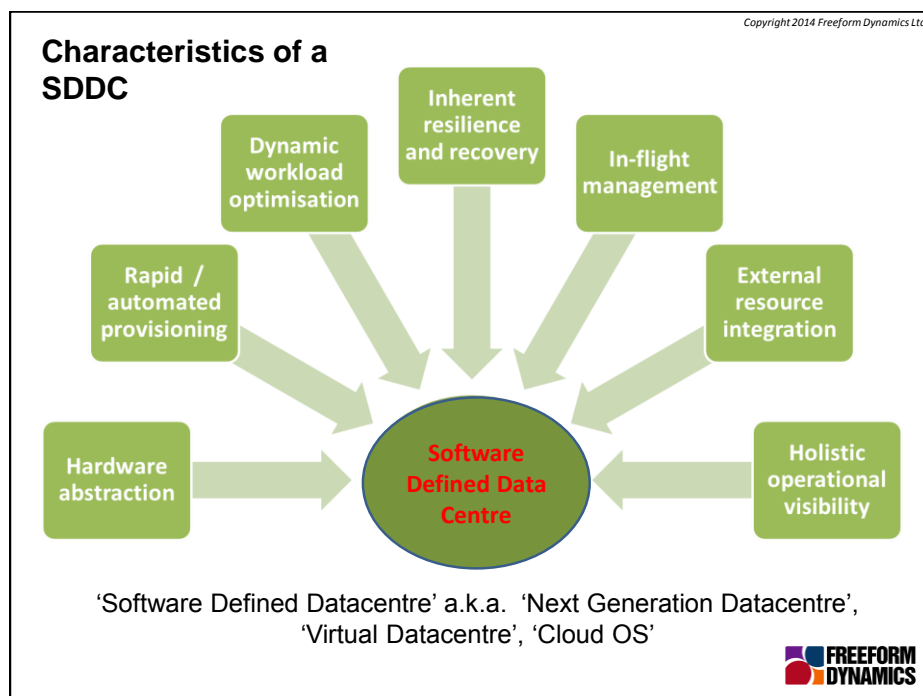 Copyright 2014 Freeform Dynamics Ltd
Characteristics of a
SDDC
Inherent
resilience
and recovery
Dynamic
workload
optimisation
In-flight
management
Rapid /
automated
provisioning
External
resource
integration
Hardware
abstraction
Software
Defined Data
Centre
Holistic
operational
visibility
‘Software Defined Datacentre’ a.k.a. ‘Next Generation Datacentre’,
‘Virtual Datacentre’, ‘Cloud OS’
FREEFORM
DYNAMICS